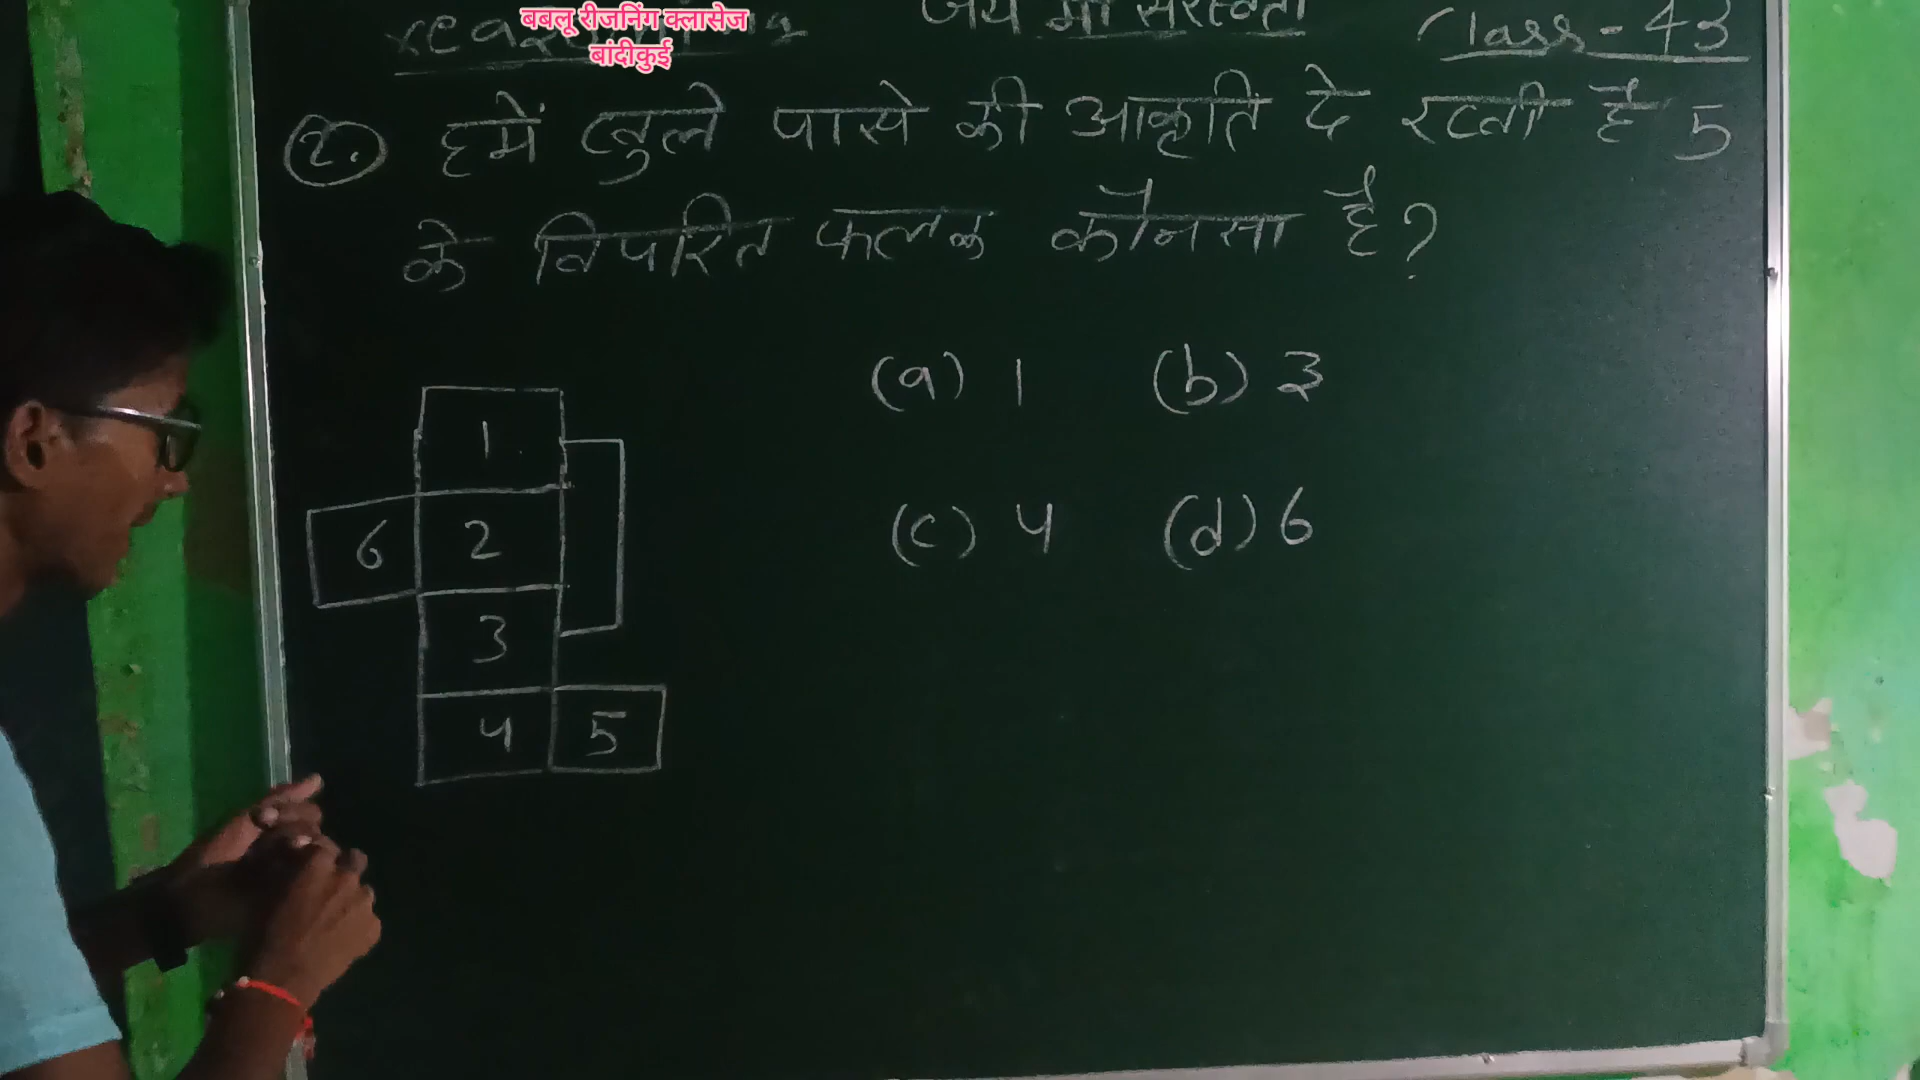 बबलू रीजनिंग क्लासेज
बांदीकुई
जय माँ सरस्वती
Class - 43
Q. हमें खुले पासे की आकृति दे रखी है 5
के विपरित फलक कौनसा है?
(a) 1 (b) 3
(c) 4 (d) 6
1
6 2
3
4 5